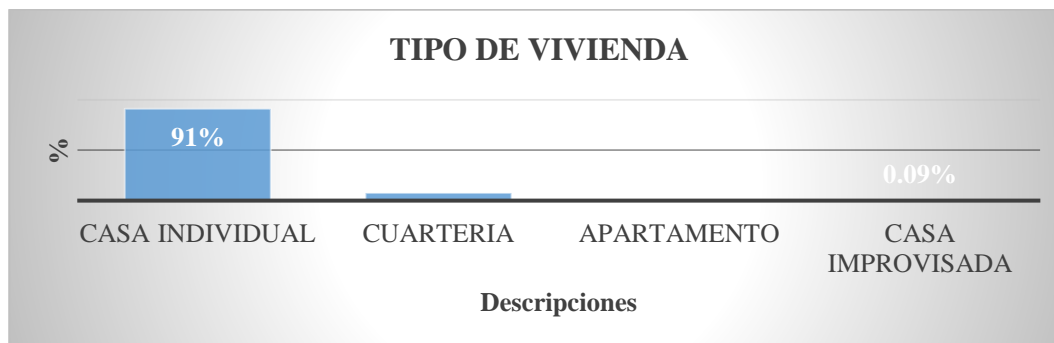 TIPO DE VIVIENDA
%
91%
0.09%
CASA INDIVIDUAL
CUARTERIA
APARTAMENTO
CASA
IMPROVISADA
Descripciones